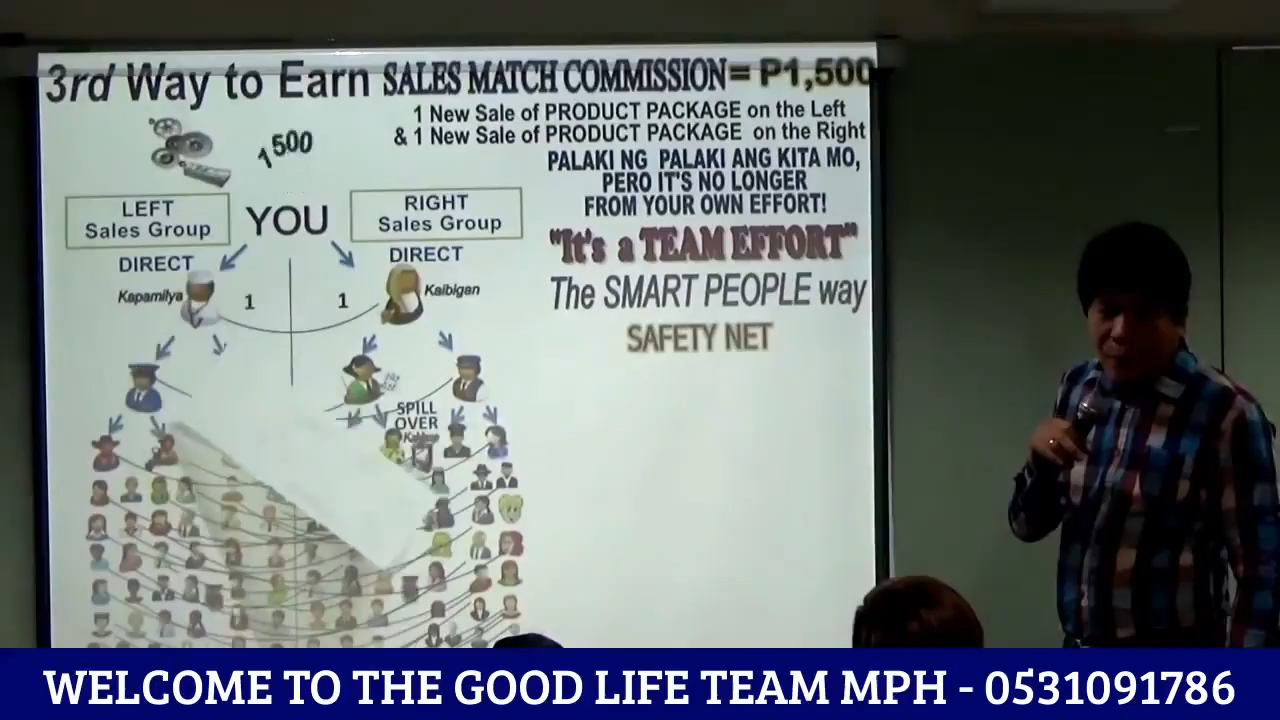 3rd Way to Earn SALES MATCH COMMISSION = P1,500
1 New Sale of PRODUCT PACKAGE on the Left
& 1 New Sale of PRODUCT PACKAGE on the Right
1500
PALAKI NG PALAKI ANG KITA MO,
PERO IT'S NO LONGER
FROM YOUR OWN EFFORT!
"It's a TEAM EFFORT"
The SMART PEOPLE way
SAFETY NET
LEFT
Sales Group
YOU
RIGHT
Sales Group
DIRECT
DIRECT
Kapamilya
1
1
Kaibigan
SPILL
OVER
WELCOME TO THE GOOD LIFE TEAM MPH - 0531091786